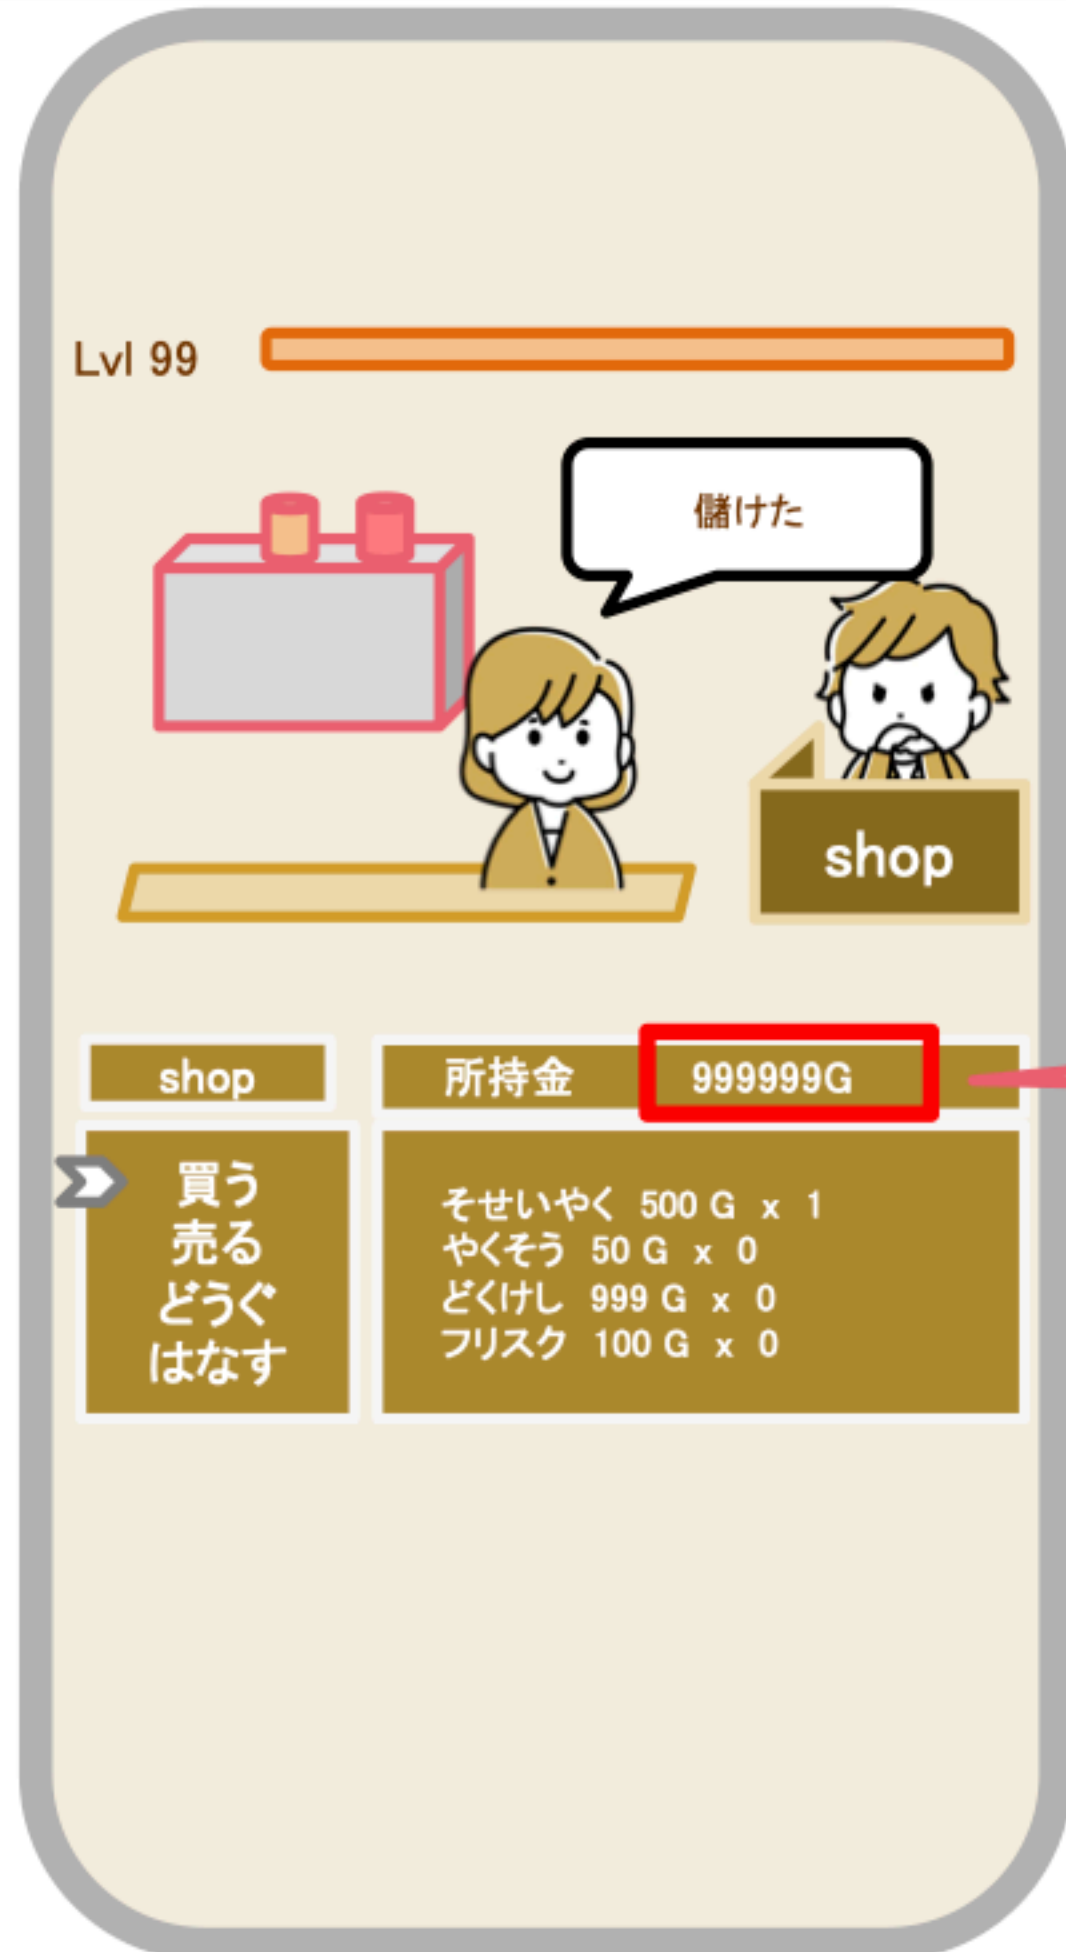 Lvl 99
儲けた
shop
shop
所持金 999999G
買う
売る
どうぐ
はなす
そせいやく 500 G x 1
やくそう 50 G x 0
どくけし 999 G x 0
フリスク 100 G x 0